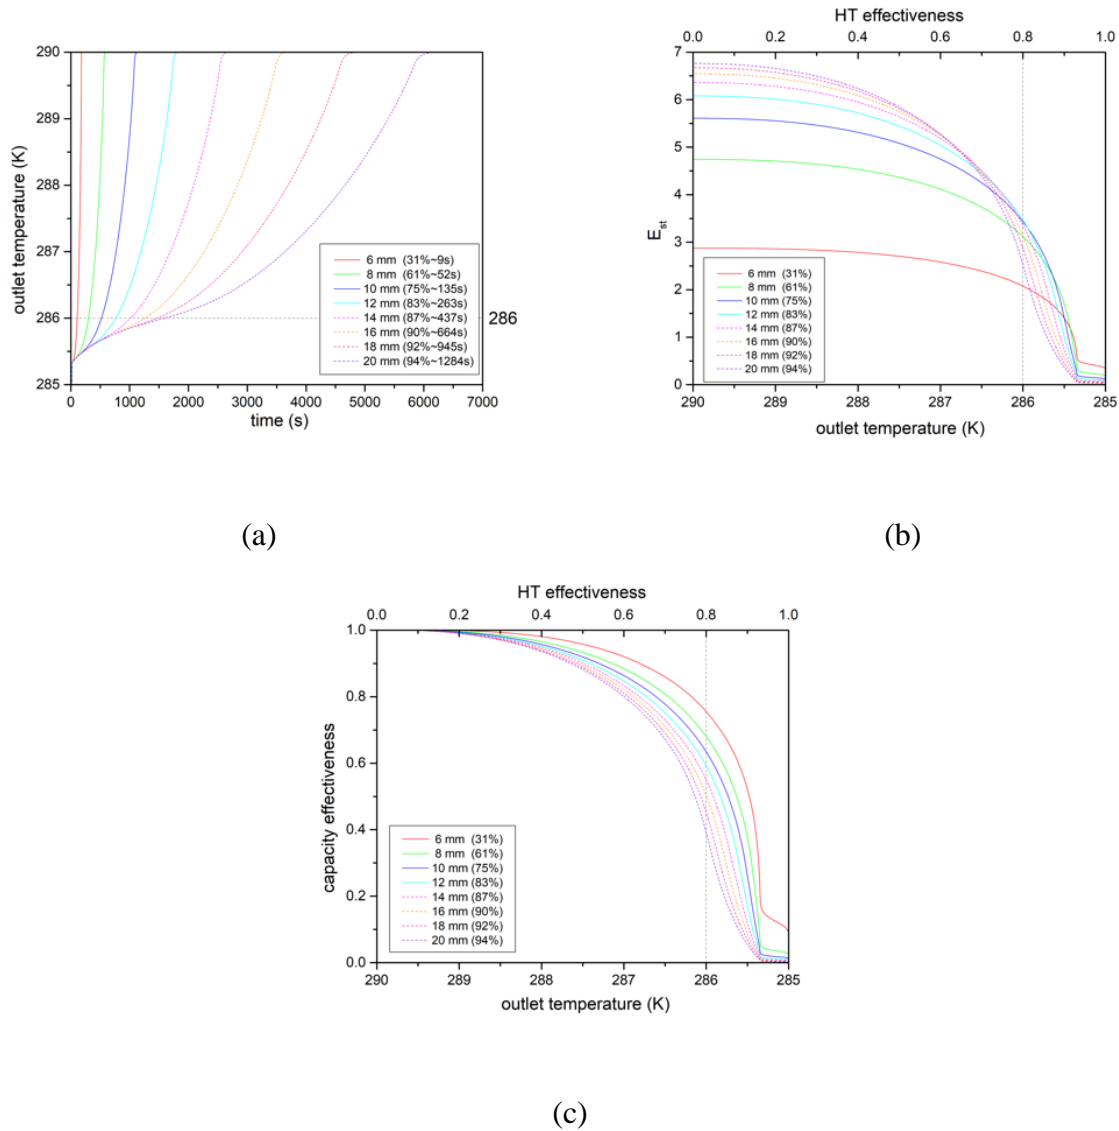 290
289
288
287
286
285
outlet temperature (K)
6 mm (31%~9s)
8 mm (61%~52s)
10 mm (75%~135s)
12 mm (83%~263s)
14 mm (87%~437s)
16 mm (90%~664s)
18 mm (92%~945s)
20 mm (94%~1284s)
286
0 1000 2000 3000 4000 5000 6000 7000
time (s)
(a)
HT effectiveness
0.0 0.2 0.4 0.6 0.8 1.0
7
6
5
4
3
2
1
0
E_st
6 mm (31%)
8 mm (61%)
10 mm (75%)
12 mm (83%)
14 mm (87%)
16 mm (90%)
18 mm (92%)
20 mm (94%)
290 289 288 287 286 285
outlet temperature (K)
(b)
HT effectiveness
0.0 0.2 0.4 0.6 0.8 1.0
1.0
0.8
0.6
0.4
0.2
0.0
capacity effectiveness
6 mm (31%)
8 mm (61%)
10 mm (75%)
12 mm (83%)
14 mm (87%)
16 mm (90%)
18 mm (92%)
20 mm (94%)
290 289 288 287 286 285
outlet temperature (K)
(c)